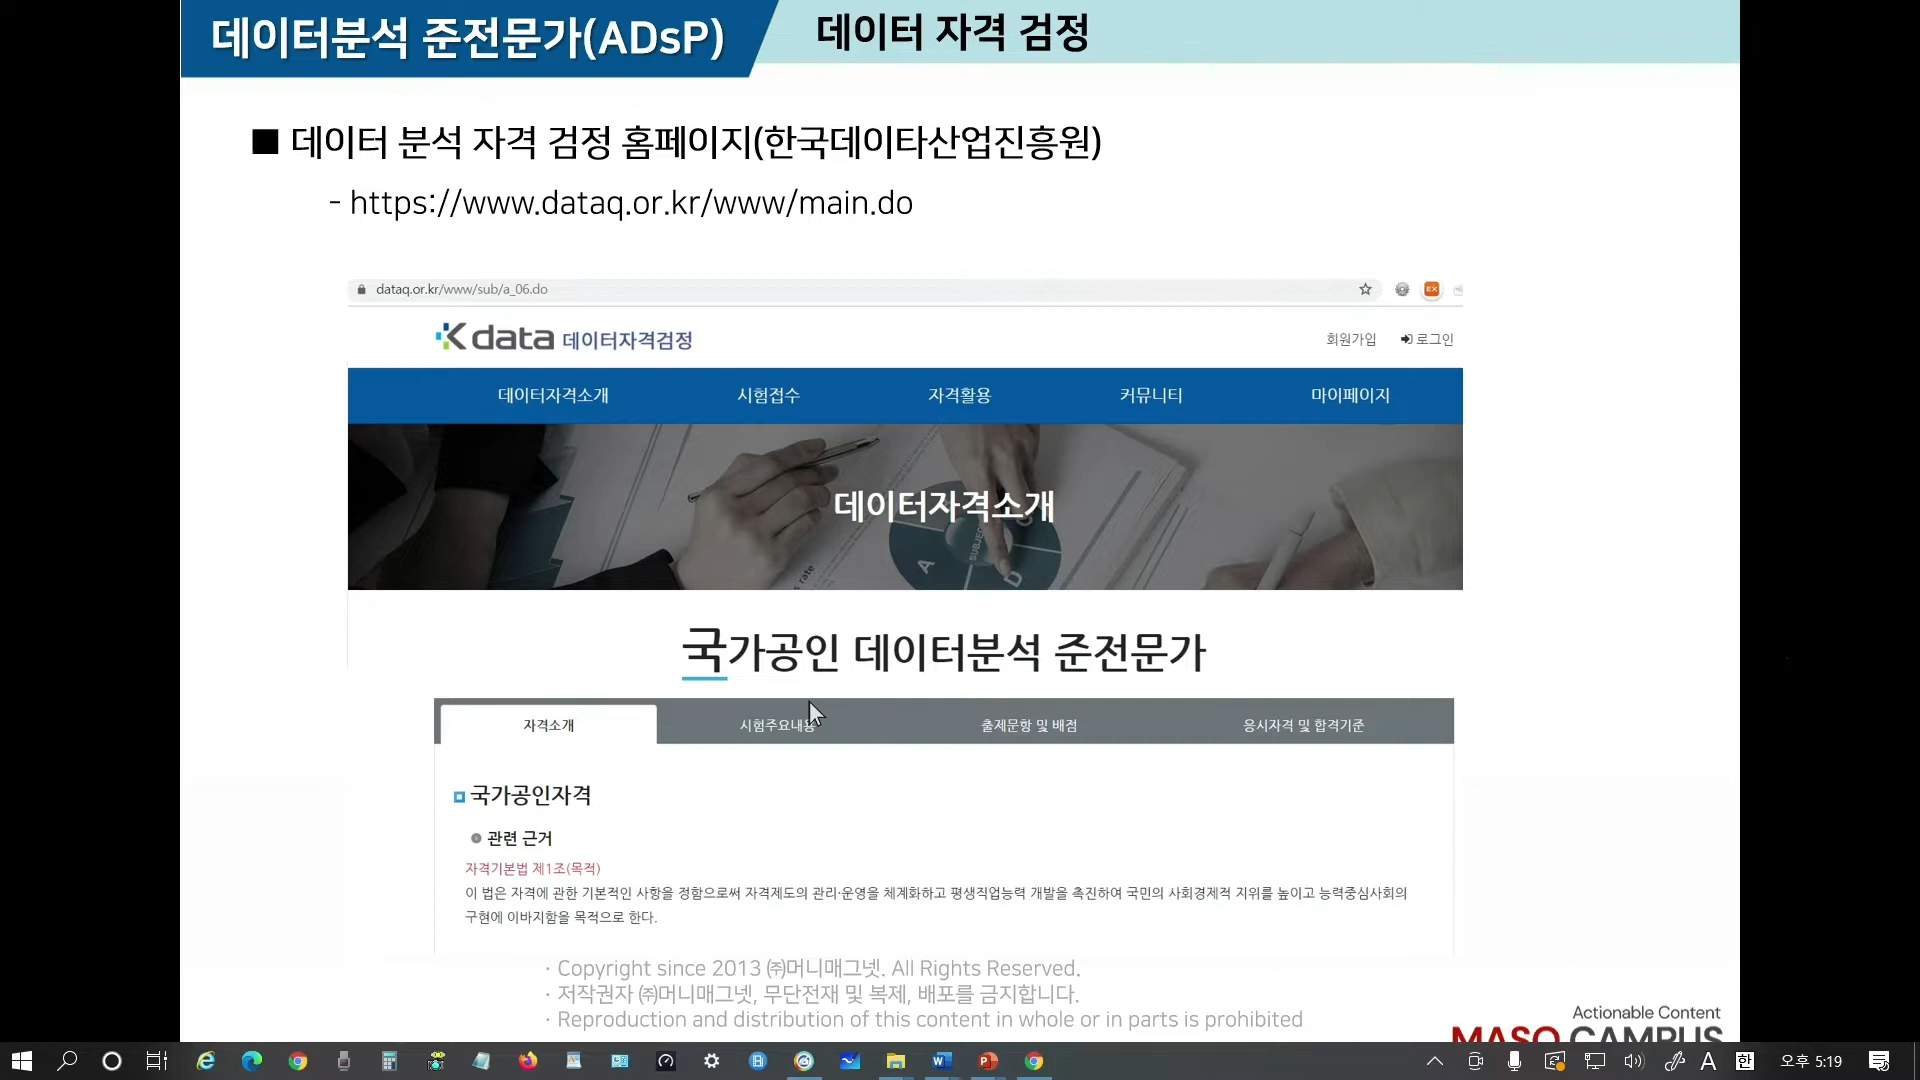 데이터분석 준전문가(ADsP)
데이터 자격 검정
■ 데이터 분석 자격 검정 홈페이지(한국데이타산업진흥원)
- https://www.dataq.or.kr/www/main.do
dataq.or.kr/www/sub/a_06.do
EX
Kdata 데이터자격검정
회원가입 로그인
데이터자격소개 시험접수 자격활용 커뮤니티 마이페이지
데이터자격소개
SUBJEC
A
D
rate
국가공인 데이터분석 준전문가
자격소개 시험주요내용 출제문항 및 배점 응시자격 및 합격기준
국가공인자격
관련 근거
자격기본법 제1조(목적)
이 법은 자격에 관한 기본적인 사항을 정함으로써 자격제도의 관리·운영을 체계화하고 평생직업능력 개발을 촉진하여 국민의 사회경제적 지위를 높이고 능력중심사회의
구현에 이바지함을 목적으로 한다.
· Copyright since 2013 ㈜머니매그넷. All Rights Reserved.
· 저작권자 ㈜머니매그넷, 무단전재 및 복제, 배포를 금지합니다.
· Reproduction and distribution of this content in whole or in parts is prohibited
Actionable Content
MASO CAMPUS
A 한 오후 5:19